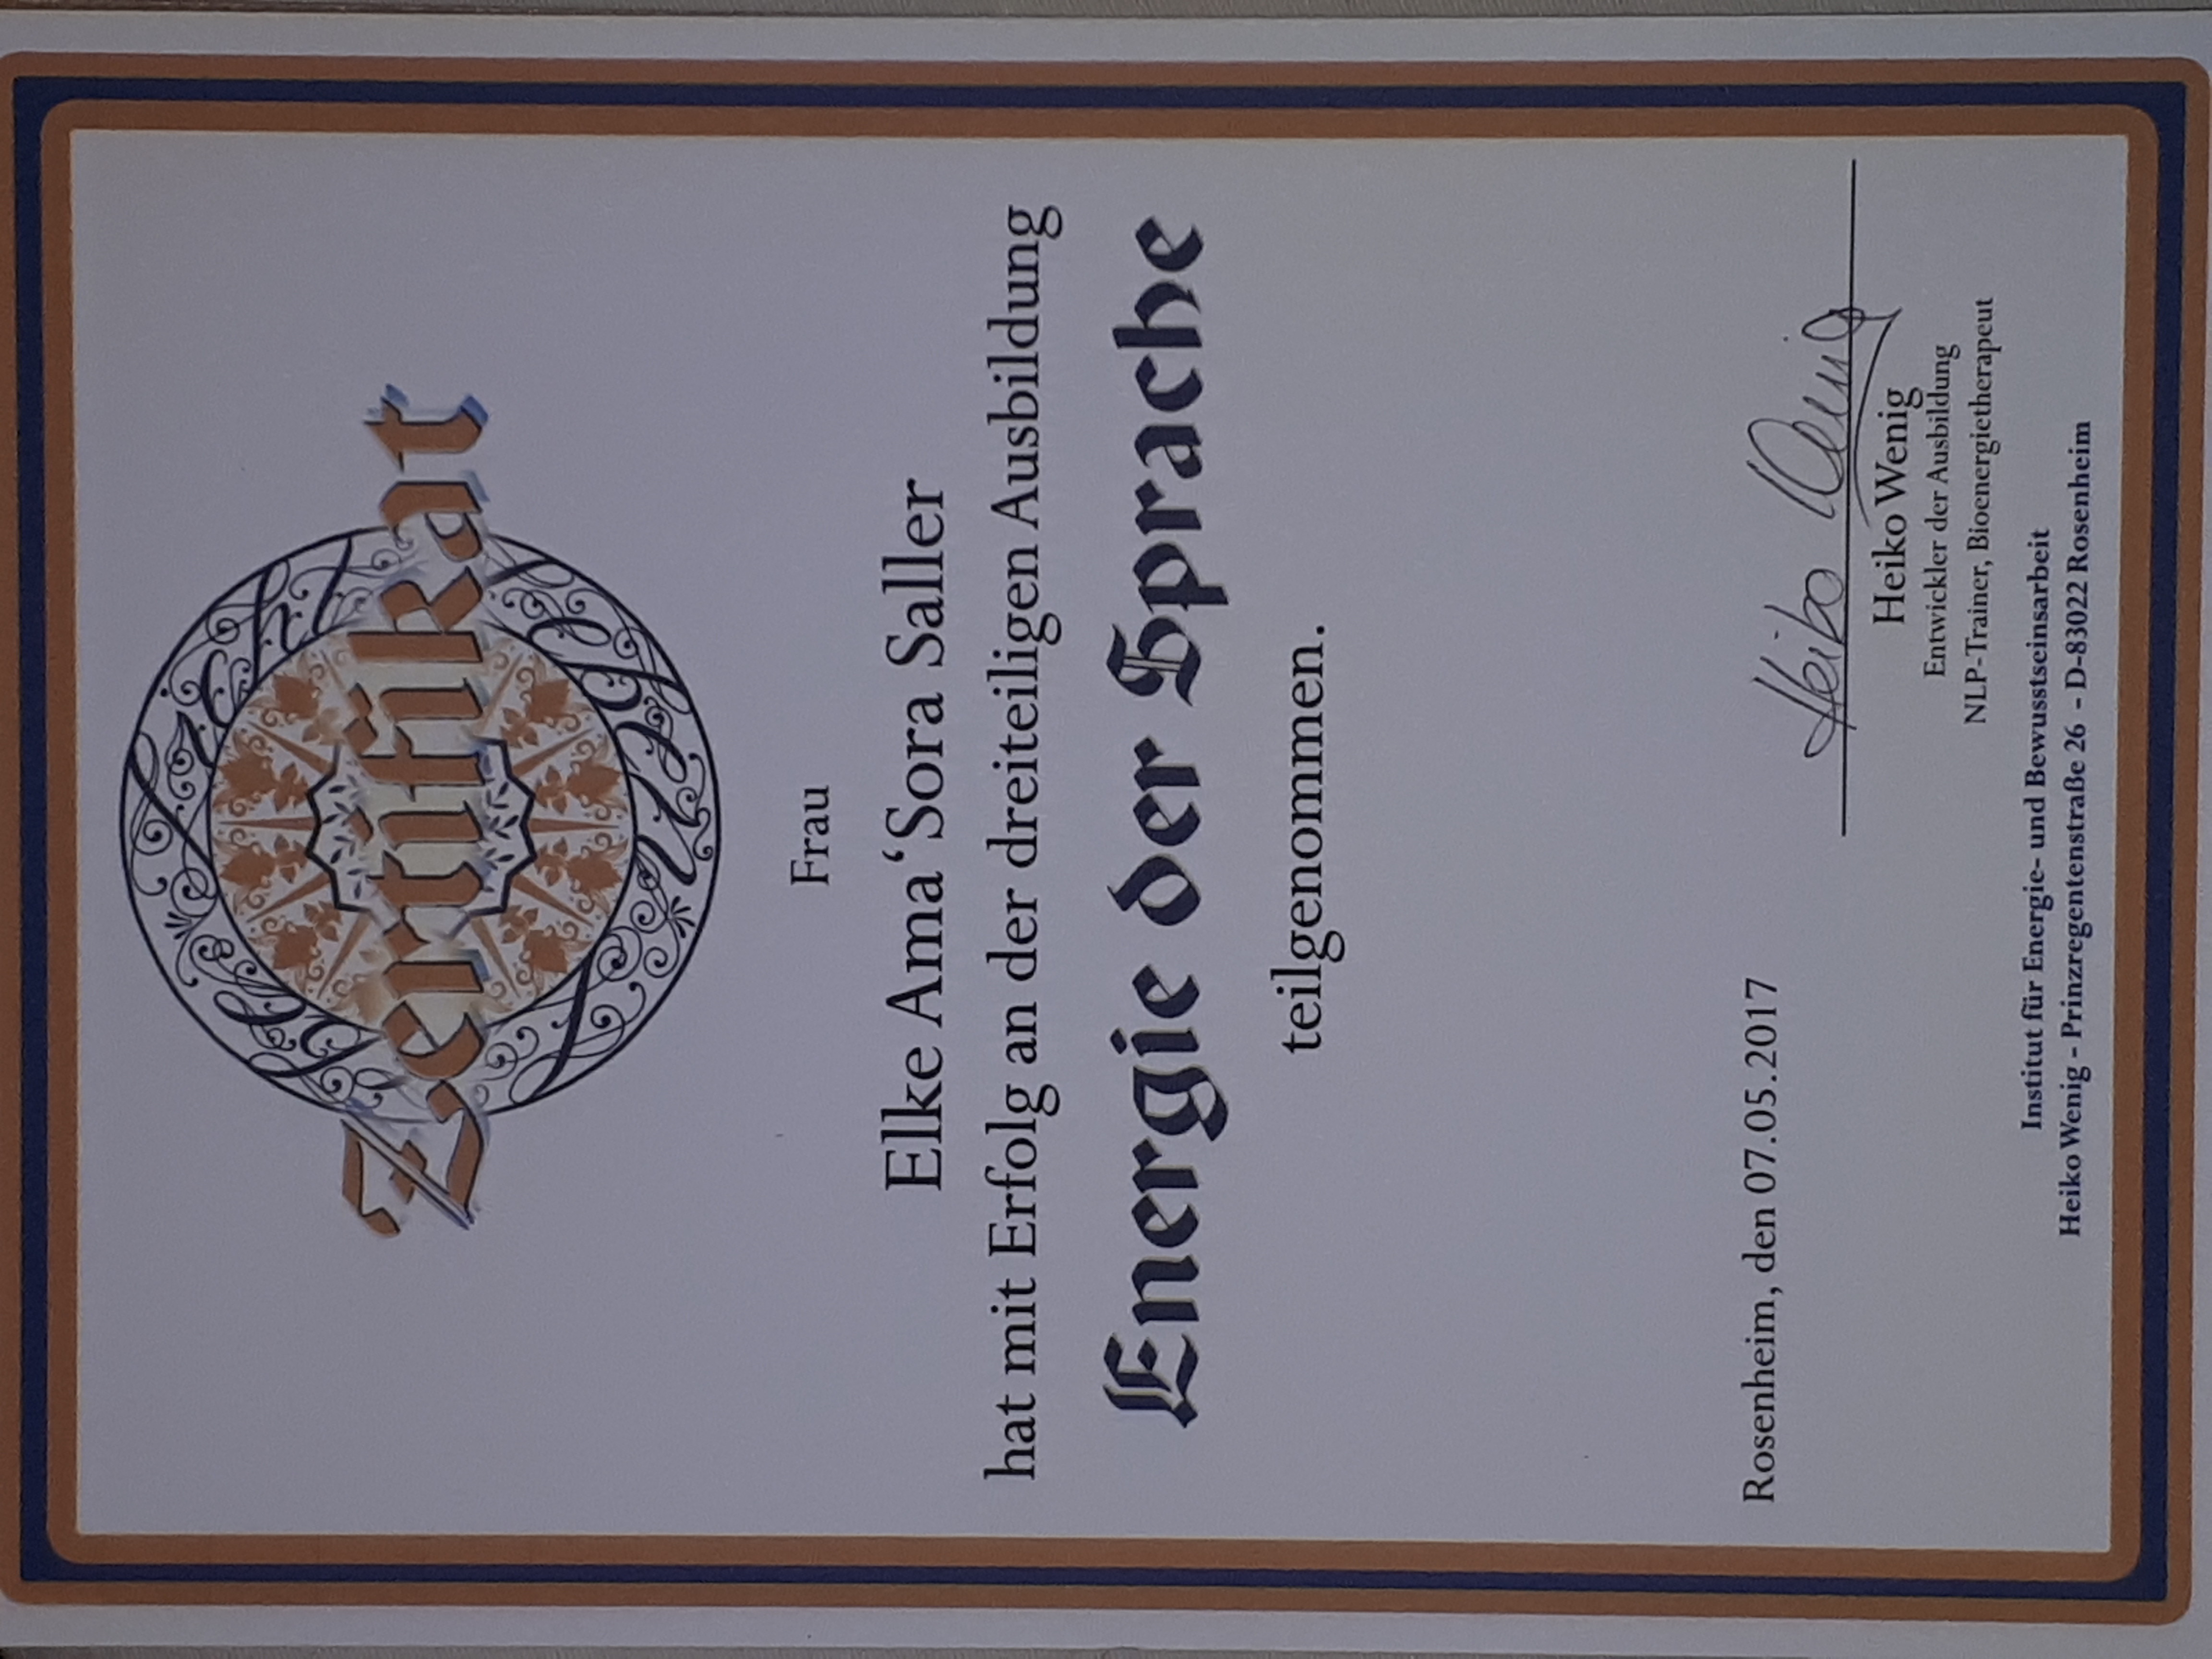 Zertifikat
Frau
Elke Ama‘Sora Saller
hat mit Erfolg an der dreiteiligen Ausbildung
Energie der Sprache
teilgenommen.
Rosenheim, den 07.05.2017
Heiko Wenig
Heiko Wenig
Entwickler der Ausbildung
NLP-Trainer, Bioenergietherapeut
Institut für Energie- und Bewusstseinsarbeit
Heiko Wenig - Prinzregentenstraße 26 - D-83022 Rosenheim